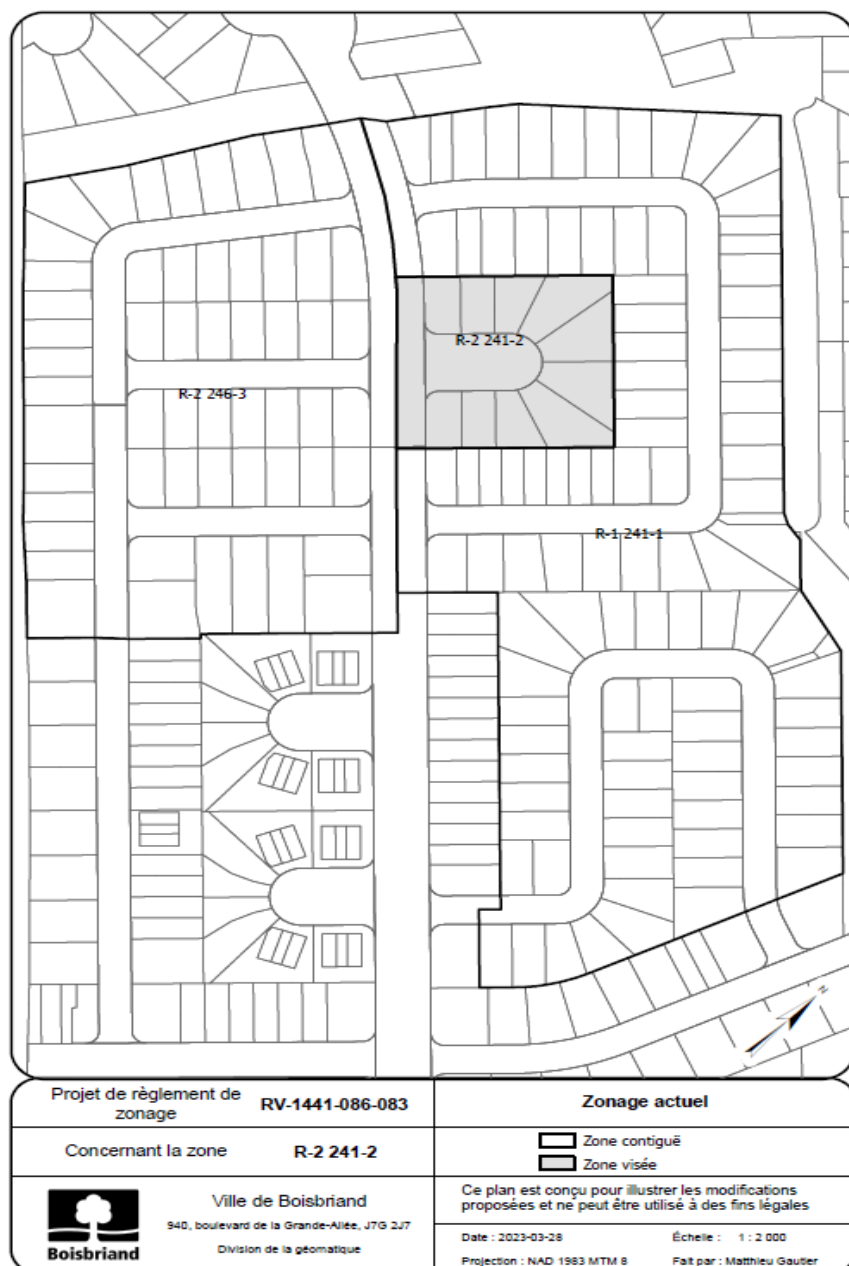 R-2 241-2
R-2 246-3
R-1 241-1
N
Projet de règlement de
zonage
RV-1441-086-083
Zonage actuel
Concernant la zone
R-2 241-2
Zone contiguë
Zone visée
Boisbriand
Ville de Boisbriand
940, boulevard de la Grande-Allée, J7G 2J7
Division de la géomatique
Ce plan est conçu pour illustrer les modifications
proposées et ne peut être utilisé à des fins légales
Date : 2023-03-28
Échelle : 1 : 2 000
Projection : NAD 1983 MTM 8
Fait par : Matthieu Gautier